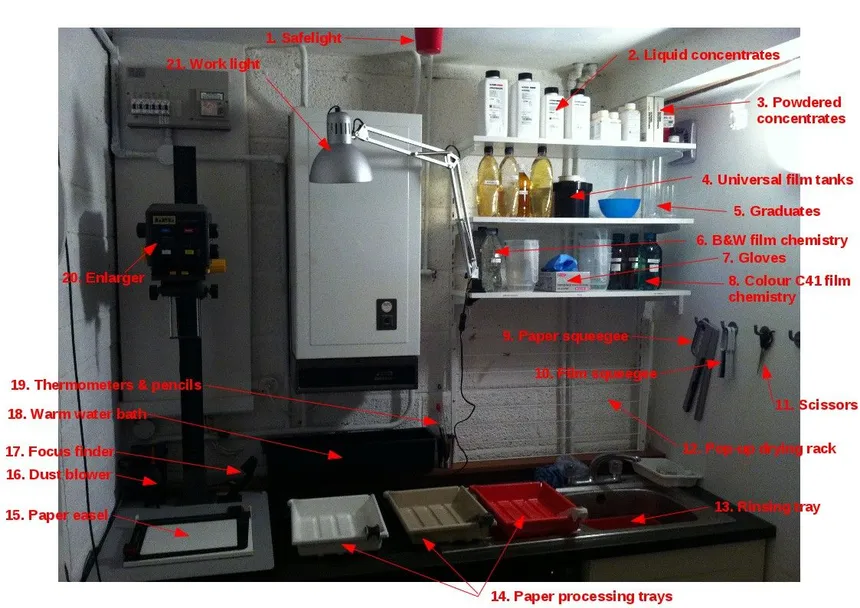 1. Safelight
2. Liquid concentrates
21. Work light
3. Powdered
concentrates
4. Universal film tanks
5. Graduates
6. B&W film chemistry
7. Gloves
20. Enlarger
8. Colour C41 film
chemistry
9. Paper squeegee
10. Film squeegee
19. Thermometers & pencils
11. Scissors
18. Warm water bath
12. Pop-up drying rack
17. Focus finder
16. Dust blower
13. Rinsing tray
15. Paper easel
14. Paper processing trays